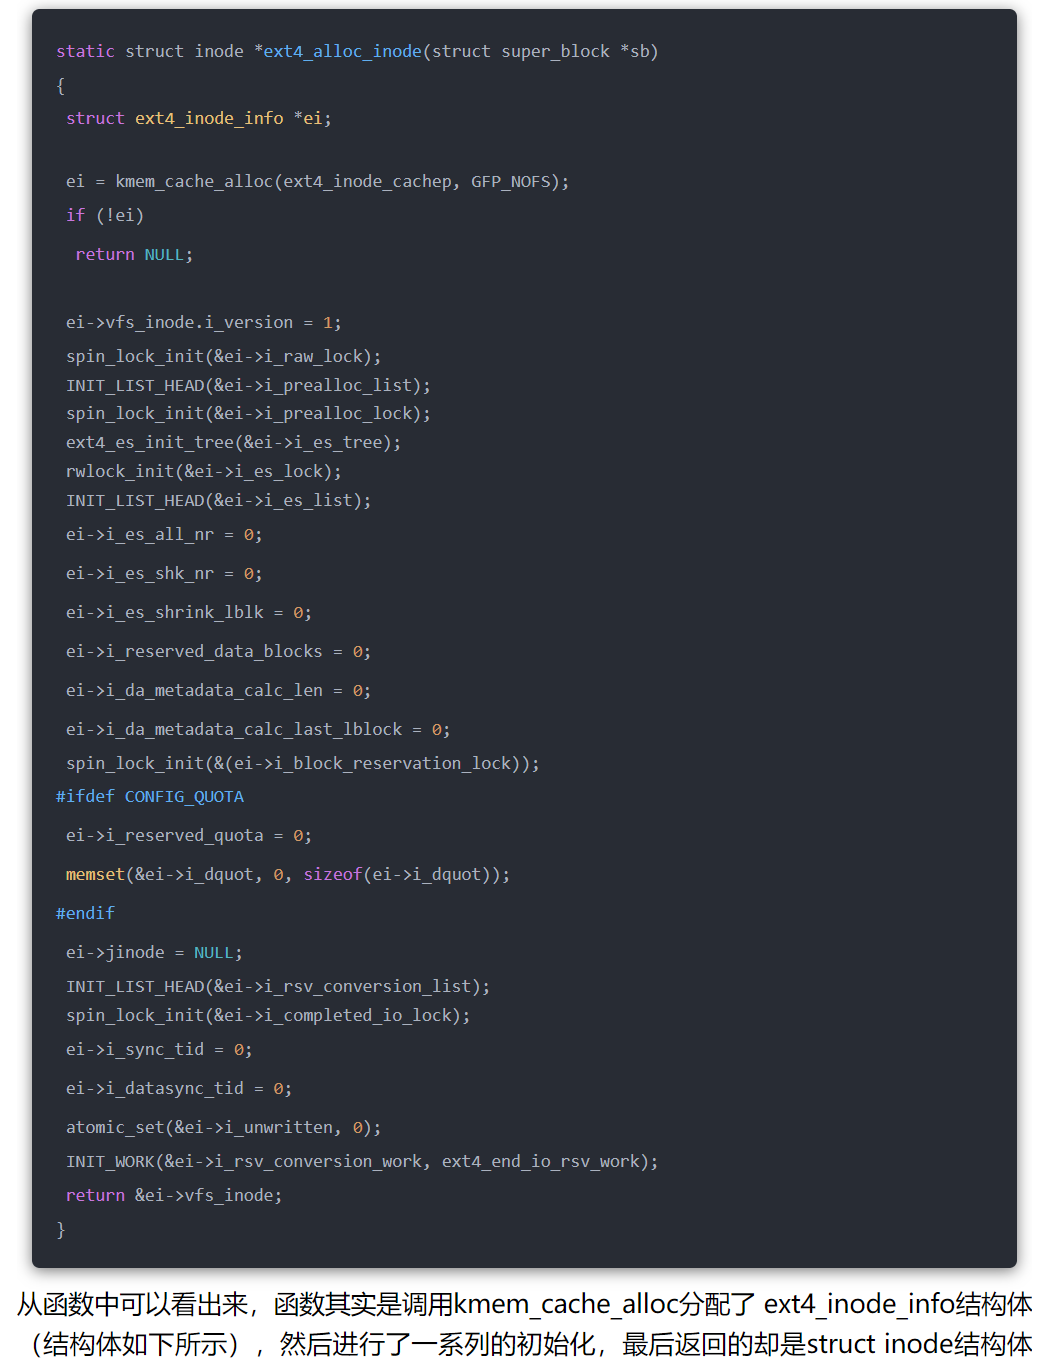 static struct inode *ext4_alloc_inode(struct super_block *sb)
{
 struct ext4_inode_info *ei;
 ei = kmem_cache_alloc(ext4_inode_cachep, GFP_NOFS);
 if (!ei)
  return NULL;
 ei->vfs_inode.i_version = 1;
 spin_lock_init(&ei->i_raw_lock);
 INIT_LIST_HEAD(&ei->i_prealloc_list);
 spin_lock_init(&ei->i_prealloc_lock);
 ext4_es_init_tree(&ei->i_es_tree);
 rwlock_init(&ei->i_es_lock);
 INIT_LIST_HEAD(&ei->i_es_list);
 ei->i_es_all_nr = 0;
 ei->i_es_shk_nr = 0;
 ei->i_es_shrink_lblk = 0;
 ei->i_reserved_data_blocks = 0;
 ei->i_da_metadata_calc_len = 0;
 ei->i_da_metadata_calc_last_lblock = 0;
 spin_lock_init(&(ei->i_block_reservation_lock));
#ifdef CONFIG_QUOTA
 ei->i_reserved_quota = 0;
 memset(&ei->i_dquot, 0, sizeof(ei->i_dquot));
#endif
 ei->jinode = NULL;
 INIT_LIST_HEAD(&ei->i_rsv_conversion_list);
 spin_lock_init(&ei->i_completed_io_lock);
 ei->i_sync_tid = 0;
 ei->i_datasync_tid = 0;
 atomic_set(&ei->i_unwritten, 0);
 INIT_WORK(&ei->i_rsv_conversion_work, ext4_end_io_rsv_work);
 return &ei->vfs_inode;
}
从函数中可以看出来，函数其实是调用kmem_cache_alloc分配了 ext4_inode_info结构体
（结构体如下所示），然后进行了一系列的初始化，最后返回的却是struct inode结构体